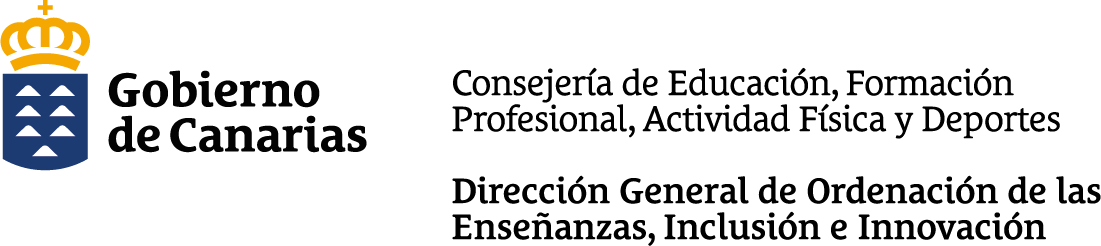 Gobierno
de Canarias
Consejería de Educación, Formación
Profesional, Actividad Física y Deportes
Dirección General de Ordenación de las
Enseñanzas, Inclusión e Innovación